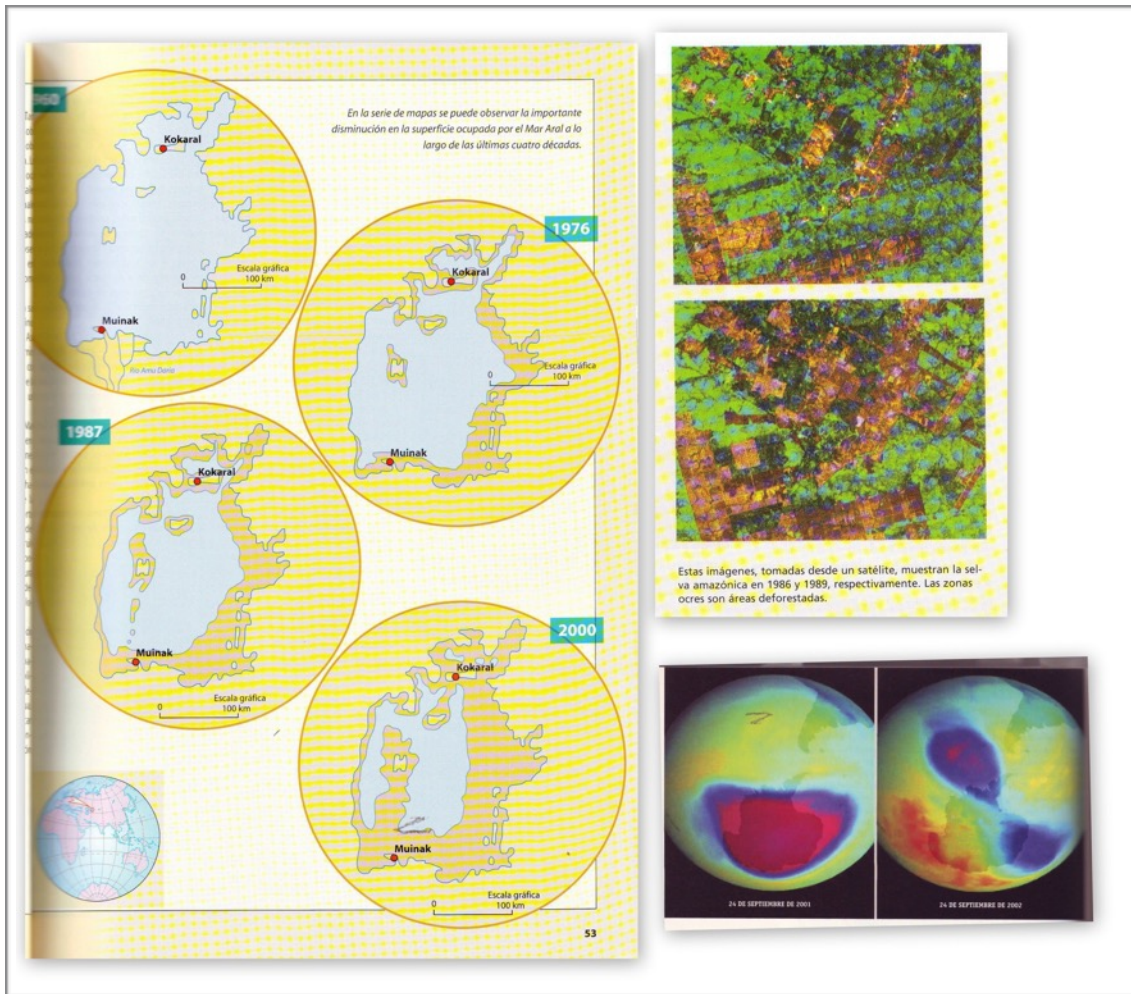 960
En la serie de mapas se puede observar la importante
disminución en la superficie ocupada por el Mar Aral a lo
largo de las últimas cuatro décadas.
Kokaral
Escala gráfica
0 100 km
Muinak
Río Amu Daria
1976
Kokaral
Escala gráfica
0 100 km
Muinak
1987
Kokaral
Muinak
Escala gráfica
0 100 km
2000
Kokaral
Muinak
Escala gráfica
0 100 km
53
Estas imágenes, tomadas desde un satélite, muestran la sel-
va amazónica en 1986 y 1989, respectivamente. Las zonas
ocres son áreas deforestadas.
24 DE SEPTIEMBRE DE 2001
24 DE SEPTIEMBRE DE 2002